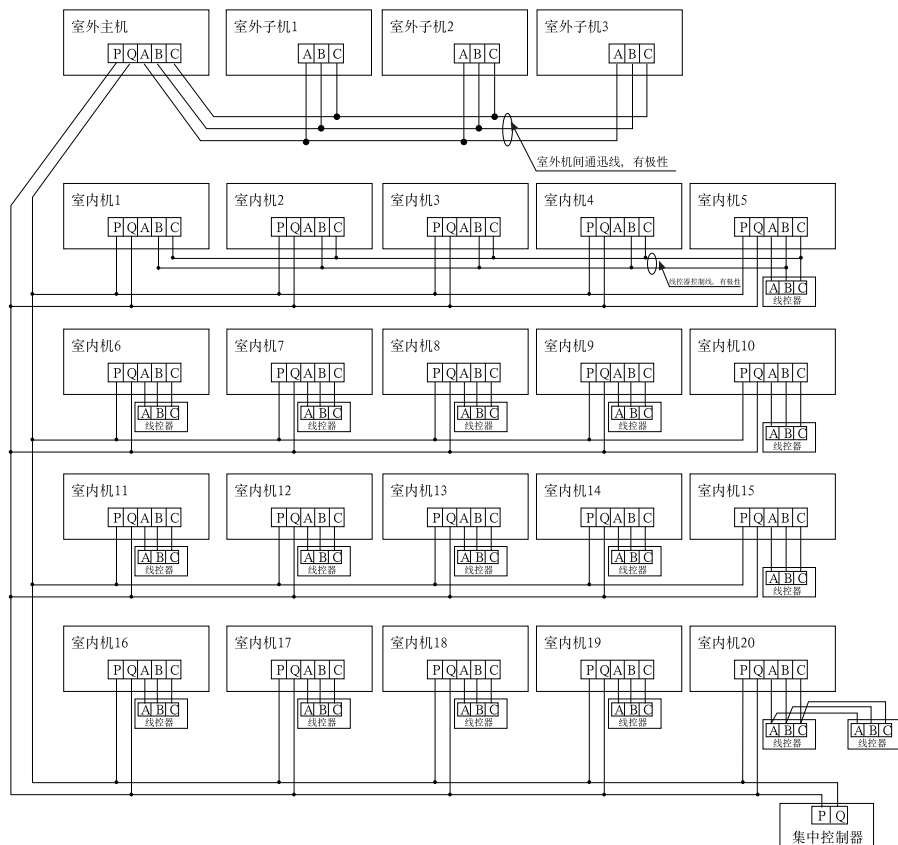 室外主机 室外子机1 室外子机2 室外子机3
P Q A B C A B C A B C A B C
室外机间通迅线，有极性
室内机1 室内机2 室内机3 室内机4 室内机5
P Q A B C P Q A B C P Q A B C P Q A B C P Q A B C
线控器控制线，有极性
A B C
线控器
室内机6 室内机7 室内机8 室内机9 室内机10
P Q A B C P Q A B C P Q A B C P Q A B C P Q A B C
A B C A B C A B C A B C
线控器 线控器 线控器 线控器
A B C
线控器
室内机11 室内机12 室内机13 室内机14 室内机15
P Q A B C P Q A B C P Q A B C P Q A B C P Q A B C
A B C A B C A B C A B C
线控器 线控器 线控器 线控器
A B C
线控器
室内机16 室内机17 室内机18 室内机19 室内机20
P Q A B C P Q A B C P Q A B C P Q A B C P Q A B C
A B C A B C A B C A B C
线控器 线控器 线控器 线控器
A B C A B C
线控器 线控器
P Q
集中控制器